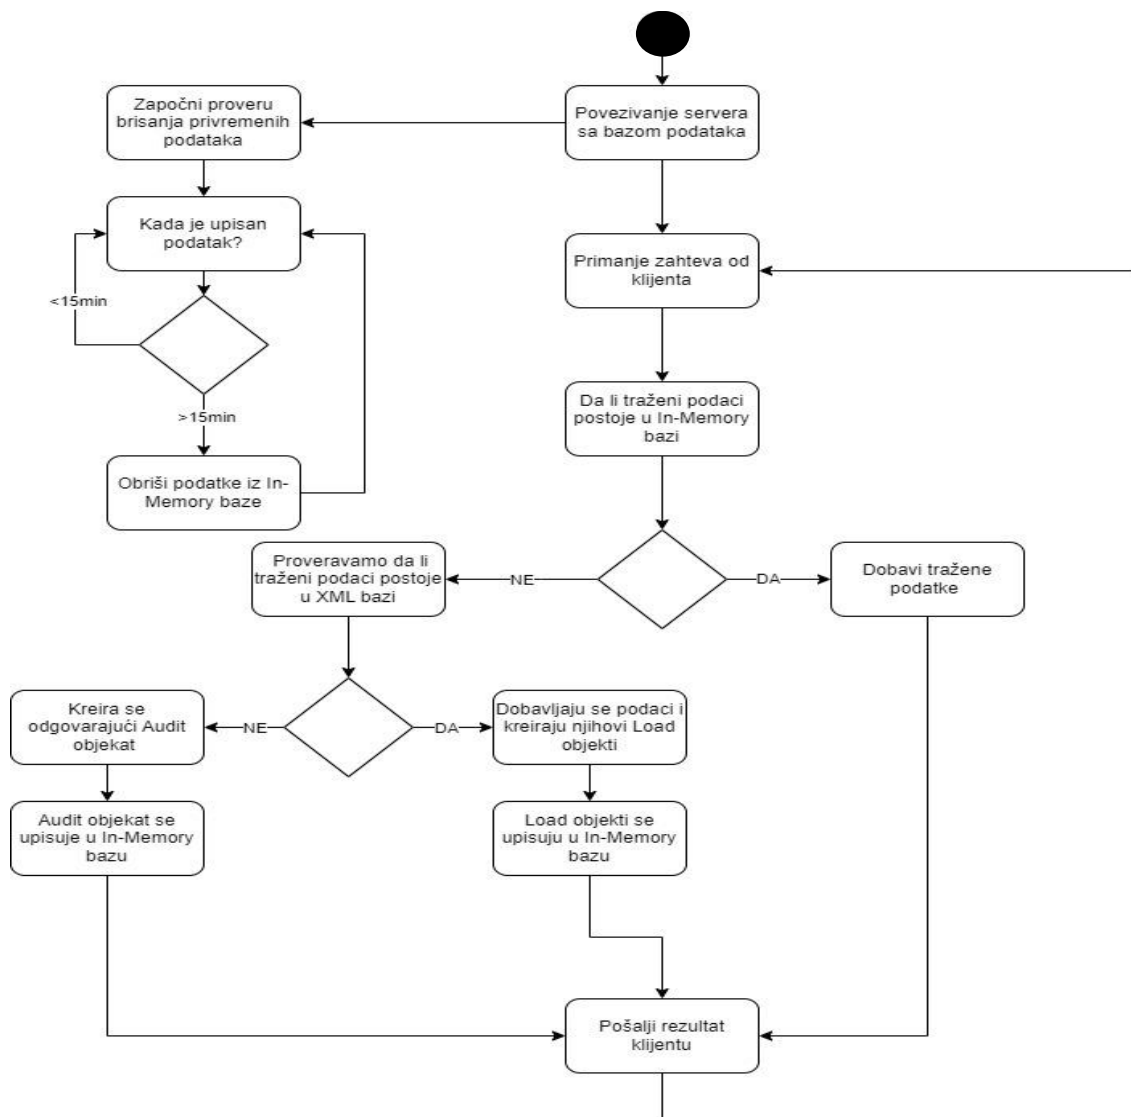 Započni proveru
brisanja privremenih
podataka
Povezivanje servera
sa bazom podataka
Kada je upisan
podatak?
<15min
>15min
Obriši podatke iz In-
Memory baze
Primanje zahteva od
klijenta
Da li traženi podaci
postoje u In-Memory
bazi
Proveravamo da li
traženi podaci postoje
u XML bazi
NE
DA
Dobavi tražene
podatke
Kreira se
odgovarajući Audit
objekat
NE
DA
Dobavljaju se podaci i
kreiraju njihovi Load
objekti
Audit objekat se
upisuje u In-Memory
bazu
Load objekti se
upisuju u In-Memory
bazu
Pošalji rezultat
klijentu